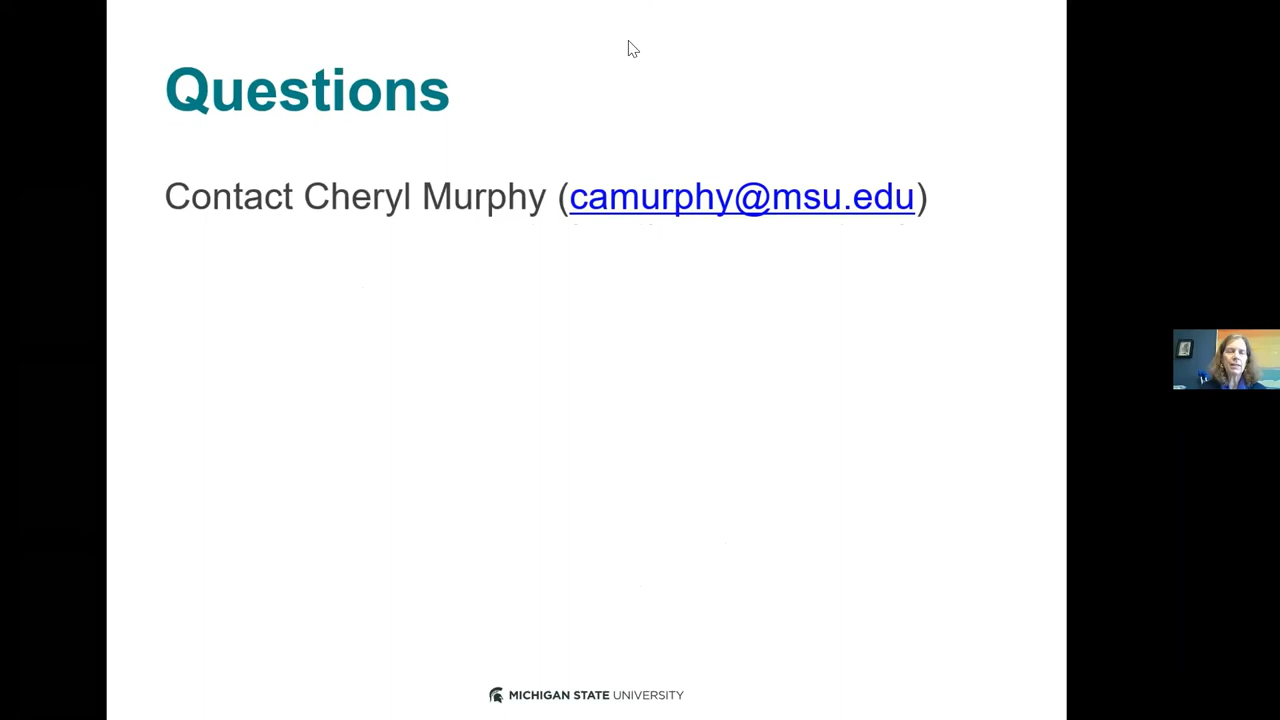 Questions
Contact Cheryl Murphy (camurphy@msu.edu)
MICHIGAN STATE UNIVERSITY